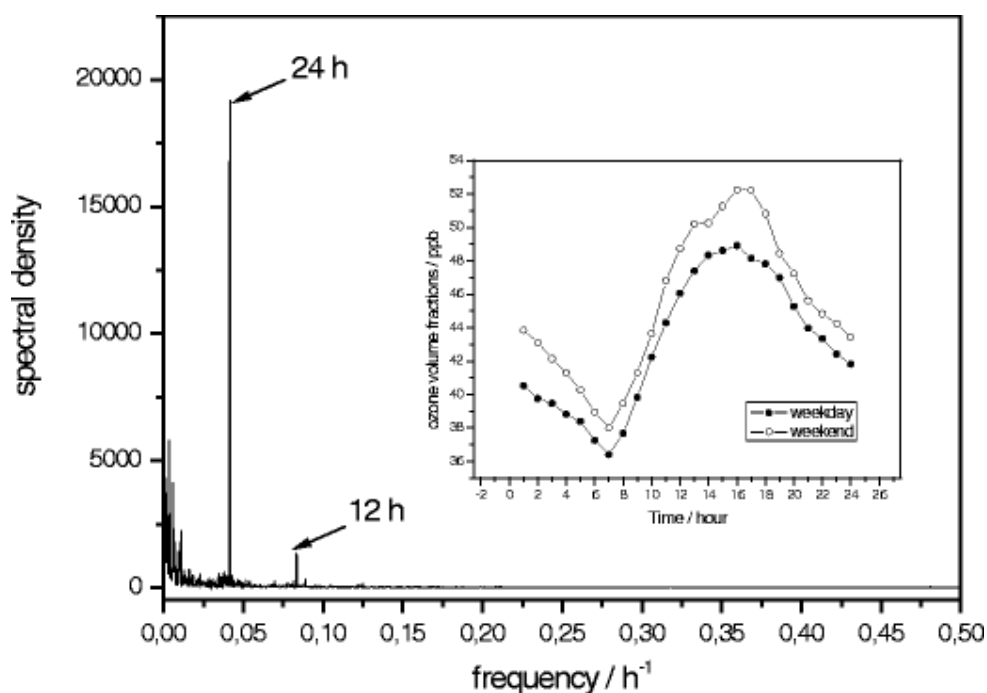 24 h
20000
15000
10000
5000
0
spectral density
12 h
54
52
50
48
46
44
42
40
38
36
ozone volume fractions / ppb
weekday
weekend
-2 0 2 4 6 8 10 12 14 16 18 20 22 24 26
Time / hour
0,00 0,05 0,10 0,15 0,20 0,25 0,30 0,35 0,40 0,45 0,50
frequency / h⁻¹